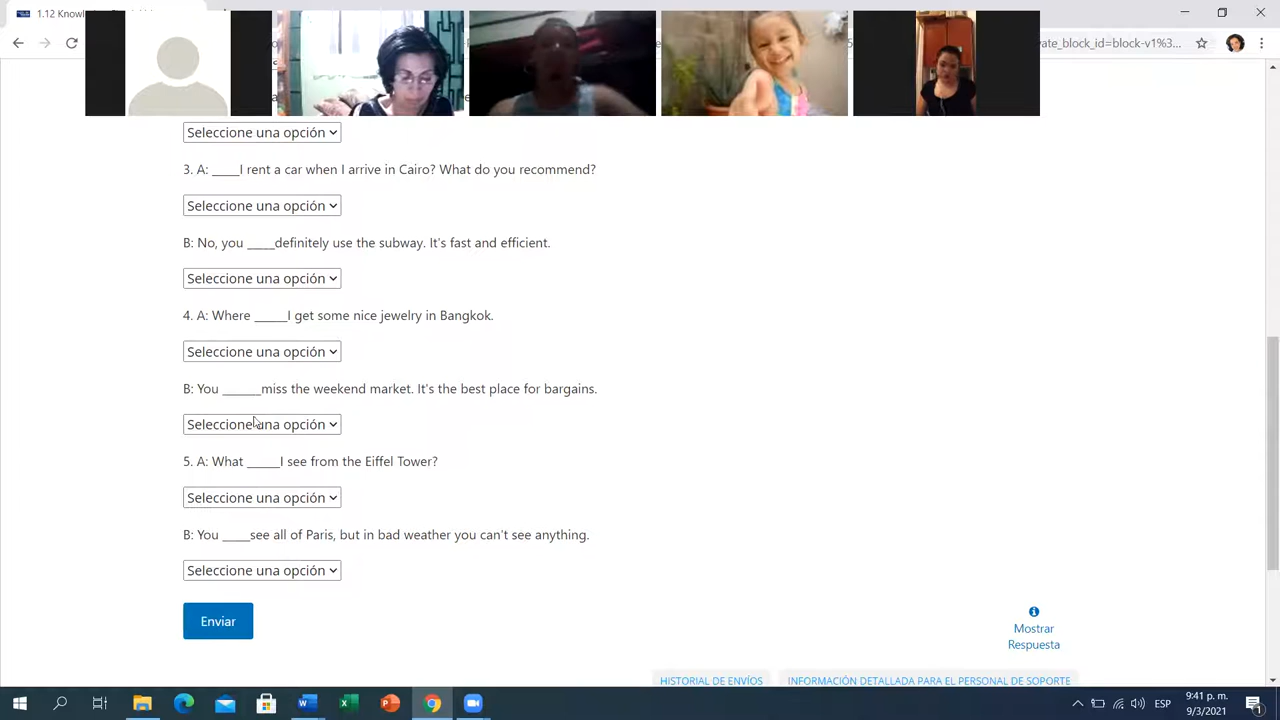 1.12 Know
vate_block_id=block-v1%3...
Seleccione una opción
3. A: ____I rent a car when I arrive in Cairo? What do you recommend?
Seleccione una opción
B: No, you ____definitely use the subway. It's fast and efficient.
Seleccione una opción
4. A: Where _____I get some nice jewelry in Bangkok.
Seleccione una opción
B: You ______miss the weekend market. It's the best place for bargains.
Seleccione una opción
5. A: What _____I see from the Eiffel Tower?
Seleccione una opción
B: You ____see all of Paris, but in bad weather you can't see anything.
Seleccione una opción
Enviar
Mostrar
Respuesta
HISTORIAL DE ENVÍOS
INFORMACIÓN DETALLADA PARA EL PERSONAL DE SOPORTE
ESP
9:41 p. m.
9/3/2021